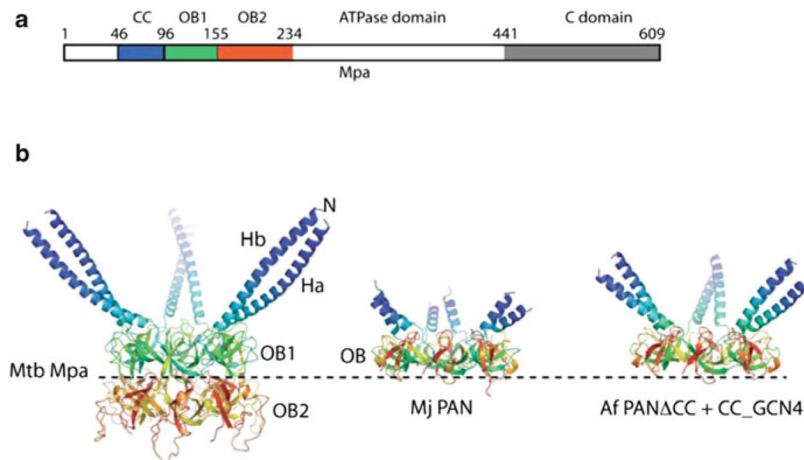 a
CC OB1 OB2 ATPase domain C domain
1 46 96 155 234 441 609
Mpa
b
N
Hb
Ha
OB1
OB
Mtb Mpa
OB2
Mj PAN
Af PANΔCC + CC_GCN4